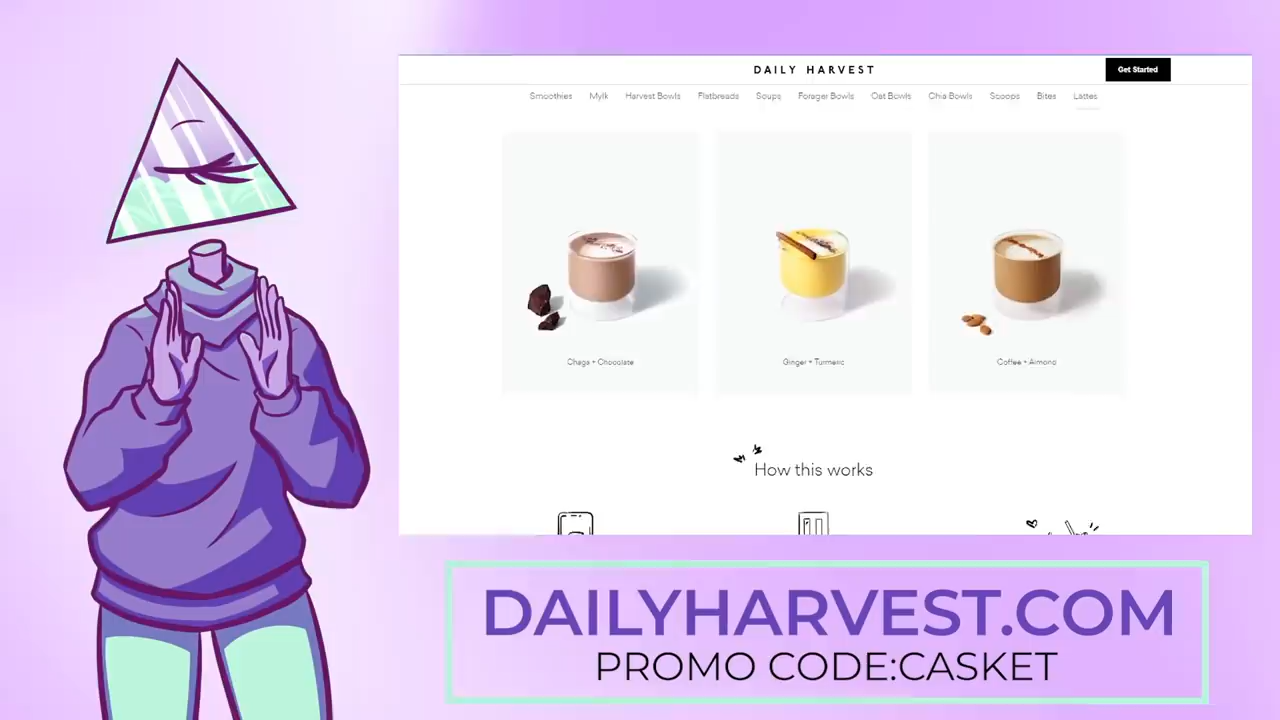 DAILY HARVEST
Get Started
Smoothies Mylk Harvest Bowls Flatbreads Soups Forager Bowls Oat Bowls Chia Bowls Scoops Bites Lattes
Chaga + Chocolate
Ginger + Turmeric
Coffee + Almond
How this works
DAILYHARVEST.COM
PROMO CODE:CASKET